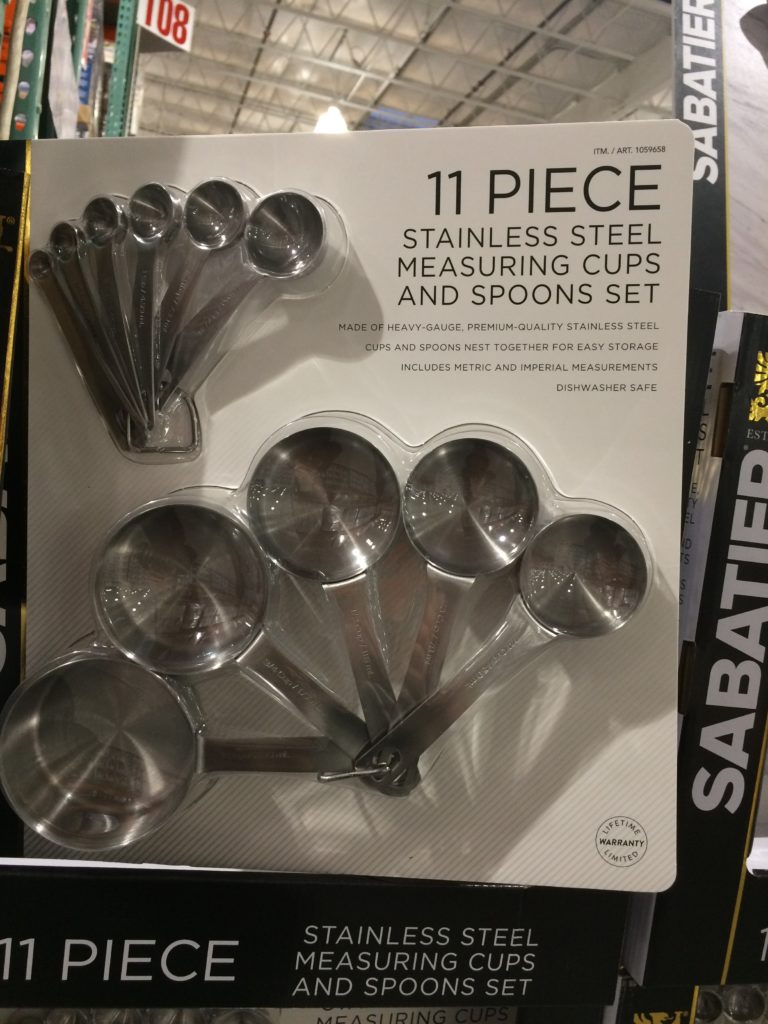 108
SABATIER
ITM. / ART. 1059658
11 PIECE
STAINLESS STEEL
MEASURING CUPS
AND SPOONS SET
MADE OF HEAVY-GAUGE, PREMIUM-QUALITY STAINLESS STEEL
CUPS AND SPOONS NEST TOGETHER FOR EASY STORAGE
INCLUDES METRIC AND IMPERIAL MEASUREMENTS
DISHWASHER SAFE
EST
SABATIER
LIFETIME
WARRANTY
LIMITED
11 PIECE
STAINLESS STEEL
MEASURING CUPS
AND SPOONS SET
MEASURING CUPS